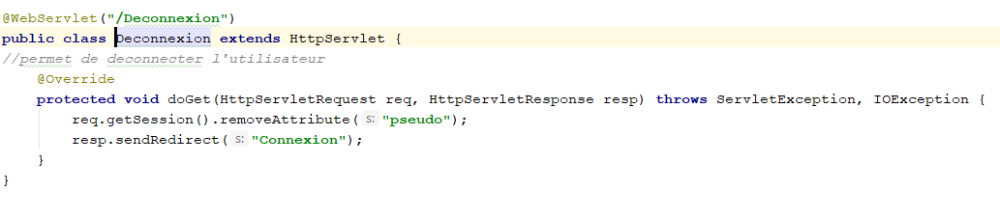 @WebServlet("/Deconnexion")
public class Deconnexion extends HttpServlet {
//permet de deconnecter l'utilisateur
@Override
protected void doGet(HttpServletRequest req, HttpServletResponse resp) throws ServletException, IOException {
req.getSession().removeAttribute( s: "pseudo");
resp.sendRedirect( s: "Connexion");
}
}